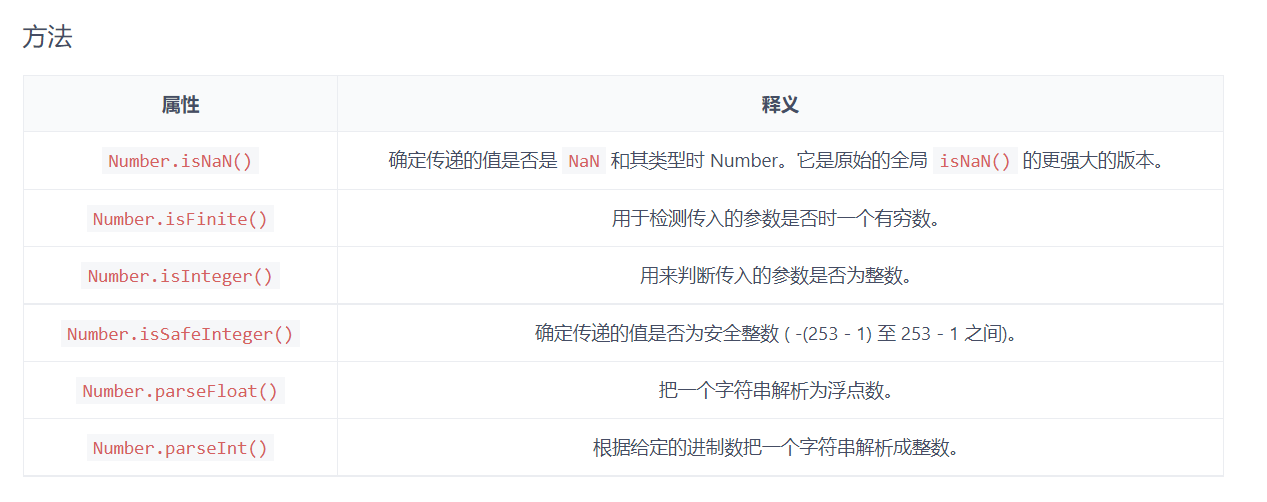 方法
属性 释义
Number.isNaN() 确定传递的值是否是 NaN 和其类型时 Number。它是原始的全局 isNaN() 的更强大的版本。
Number.isFinite() 用于检测传入的参数是否时一个有穷数。
Number.isInteger() 用来判断传入的参数是否为整数。
Number.isSafeInteger() 确定传递的值是否为安全整数 ( -(253 - 1) 至 253 - 1 之间)。
Number.parseFloat() 把一个字符串解析为浮点数。
Number.parseInt() 根据给定的进制数把一个字符串解析成整数。